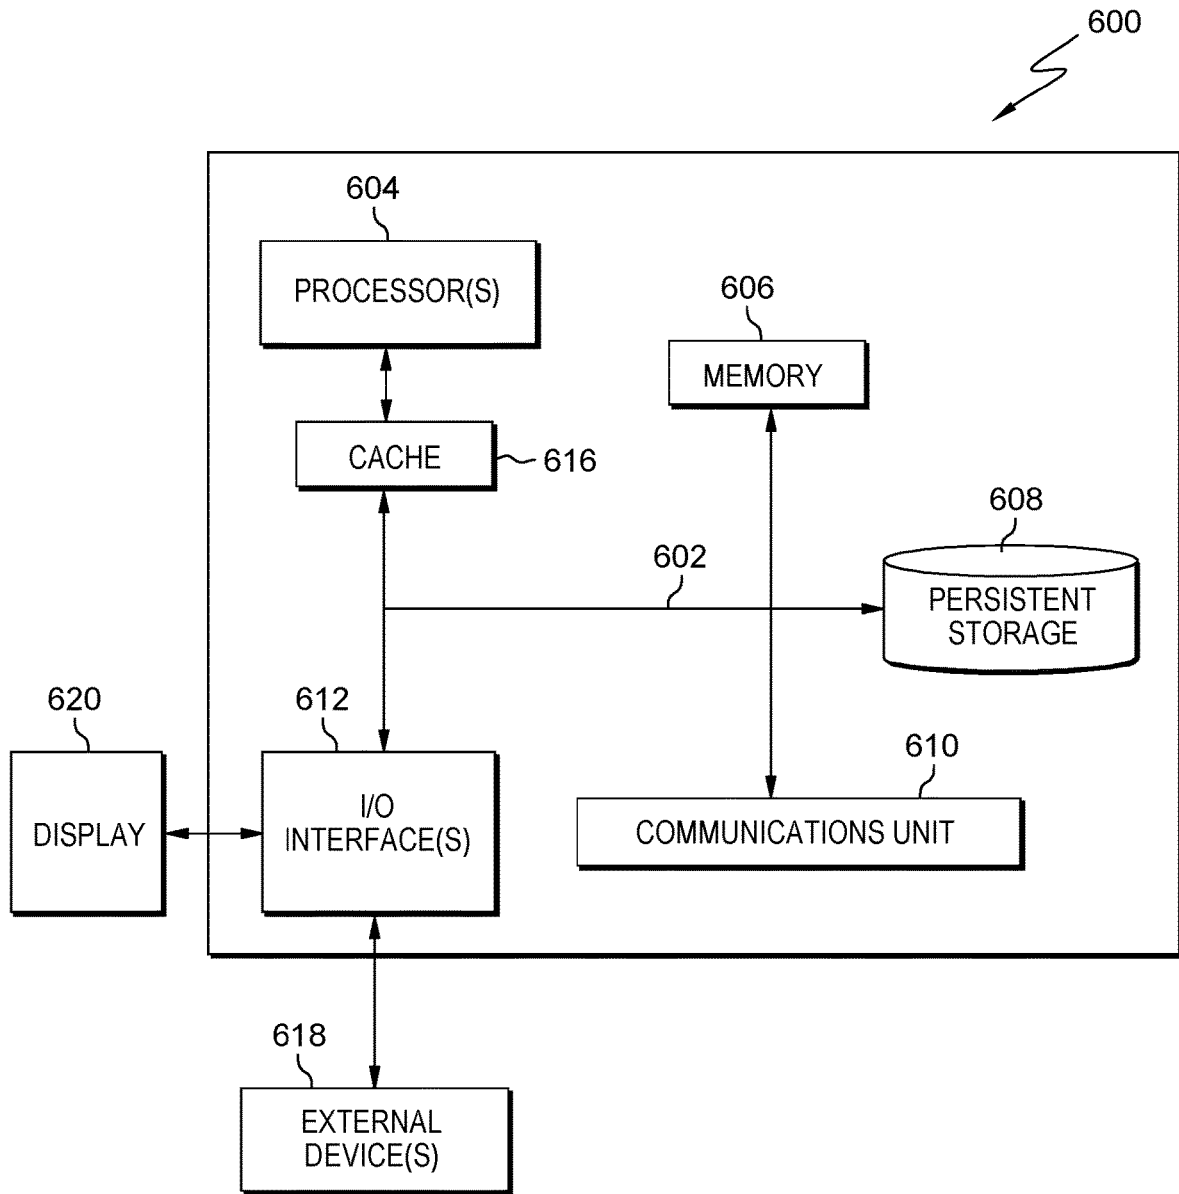 600
604
PROCESSOR(S)
606
MEMORY
CACHE
616
608
602
PERSISTENT
STORAGE
620
612
610
DISPLAY
I/O
INTERFACE(S)
COMMUNICATIONS UNIT
618
EXTERNAL
DEVICE(S)